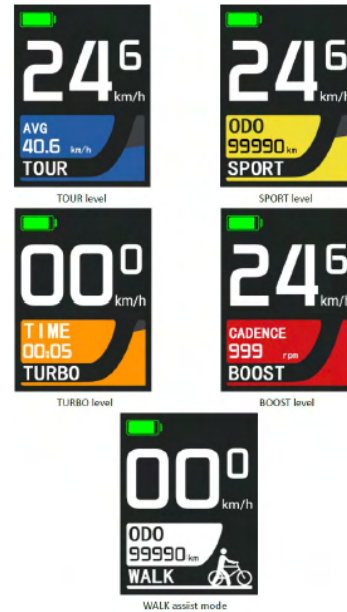 24 6
km/h
AVG
40.6 km/h
TOUR
TOUR level
24 6
km/h
ODO
99990 km
SPORT
SPORT level
00 0
km/h
TIME
00:05
TURBO
TURBO level
24 6
km/h
CADENCE
999 rpm
BOOST
BOOST level
00 0
km/h
ODO
99990 km
WALK
WALK assist mode